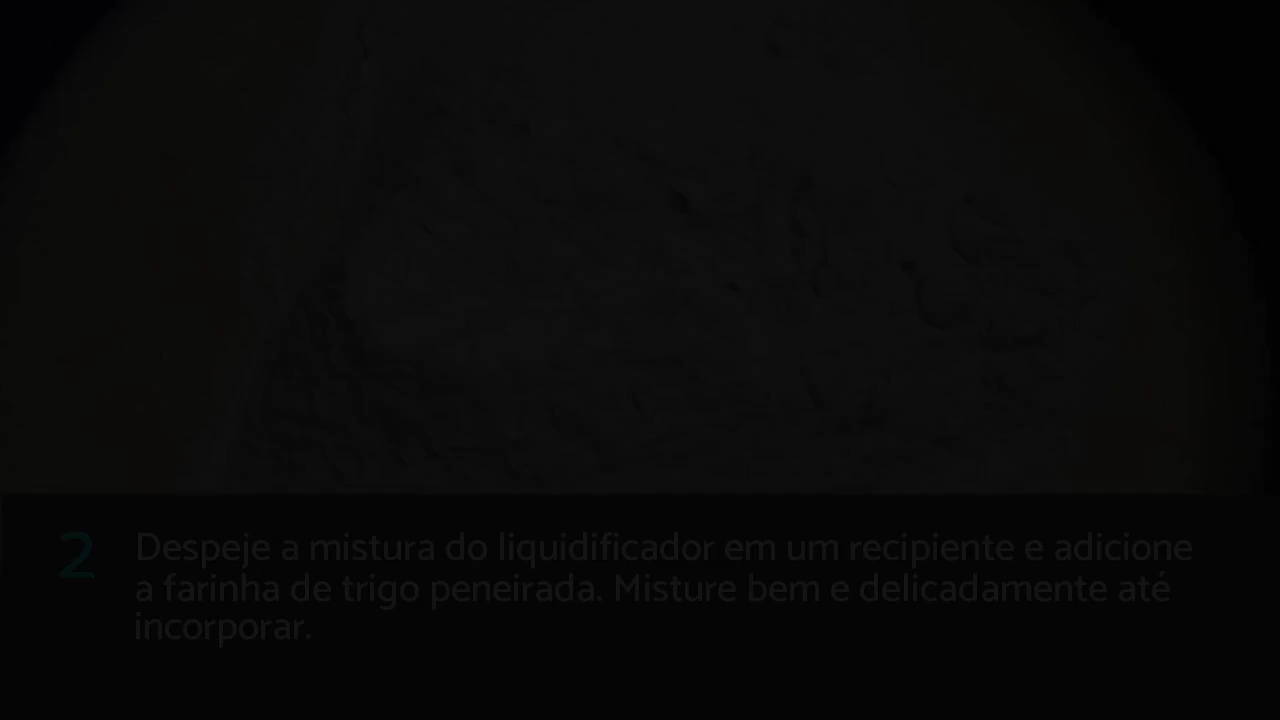 2 Despeje a mistura do liquidificador em um recipiente e adicione
a farinha de trigo peneirada. Misture bem e delicadamente até
incorporar.